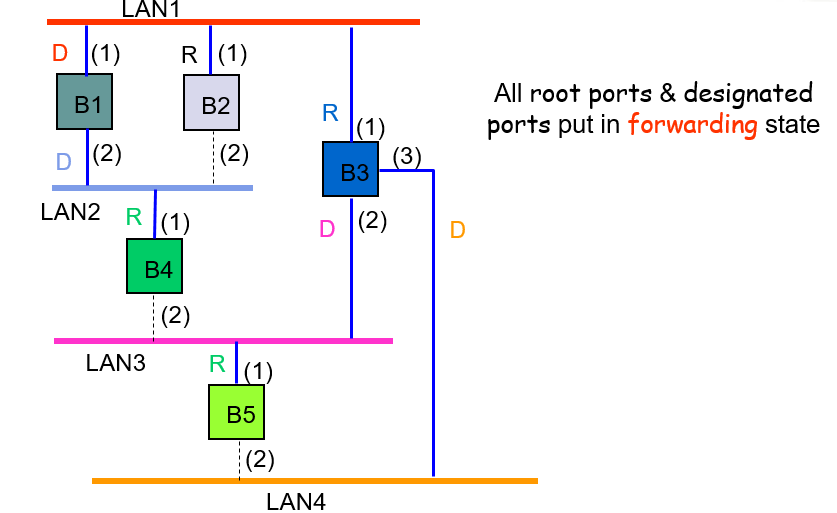 LAN1
D (1) R (1)
B1 B2
All root ports & designated
ports put in forwarding state
R
(1)
D (2) (2)
B3 (3)
LAN2
R (1)
(2)
D D
B4
(2)
LAN3
R (1)
B5
(2)
LAN4